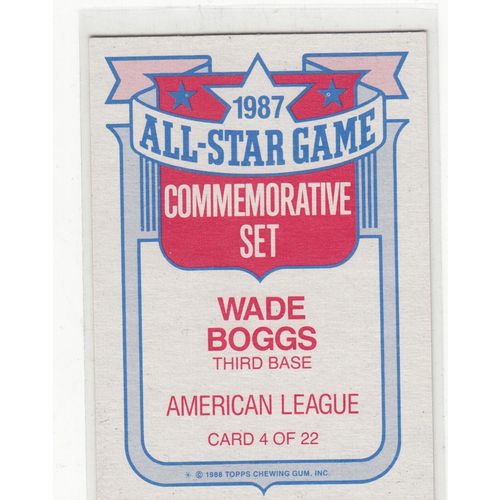 1987
ALL-STAR GAME
COMMEMORATIVE
SET
WADE
BOGGS
THIRD BASE
AMERICAN LEAGUE
CARD 4 OF 22
* © 1988 TOPPS CHEWING GUM, INC.